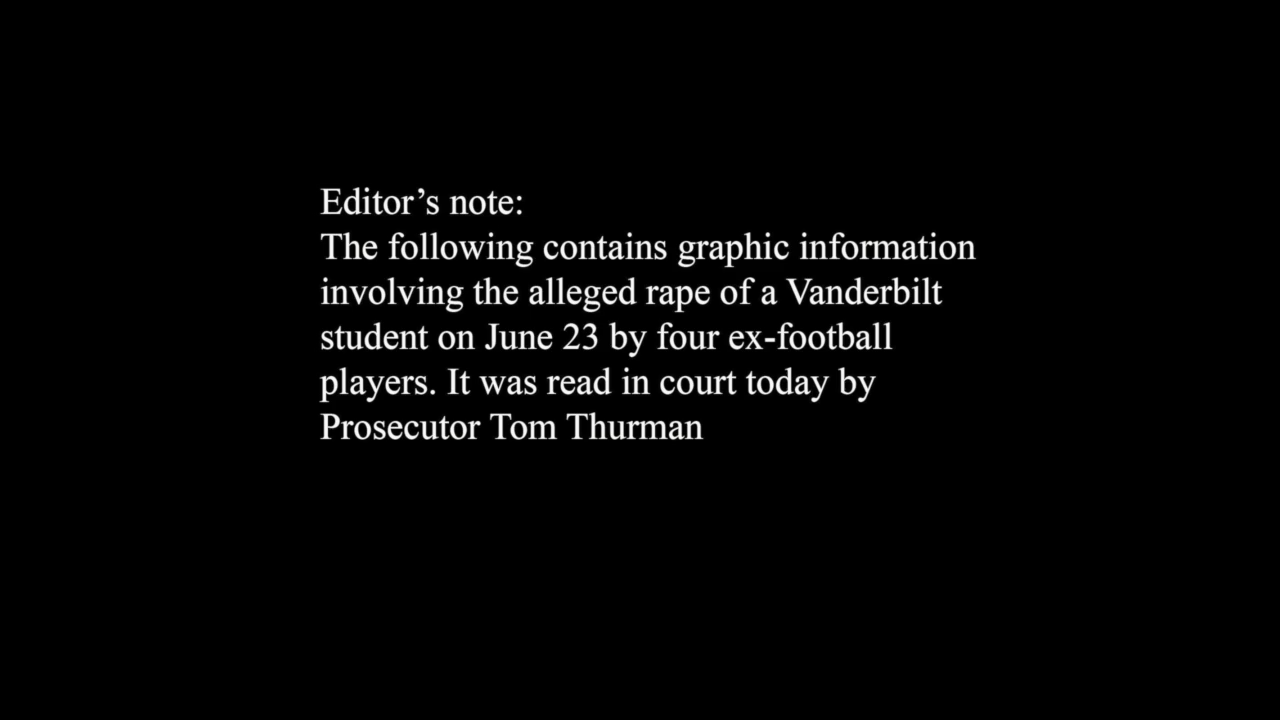 Editor’s note:
The following contains graphic information
involving the alleged rape of a Vanderbilt
student on June 23 by four ex-football
players. It was read in court today by
Prosecutor Tom Thurman